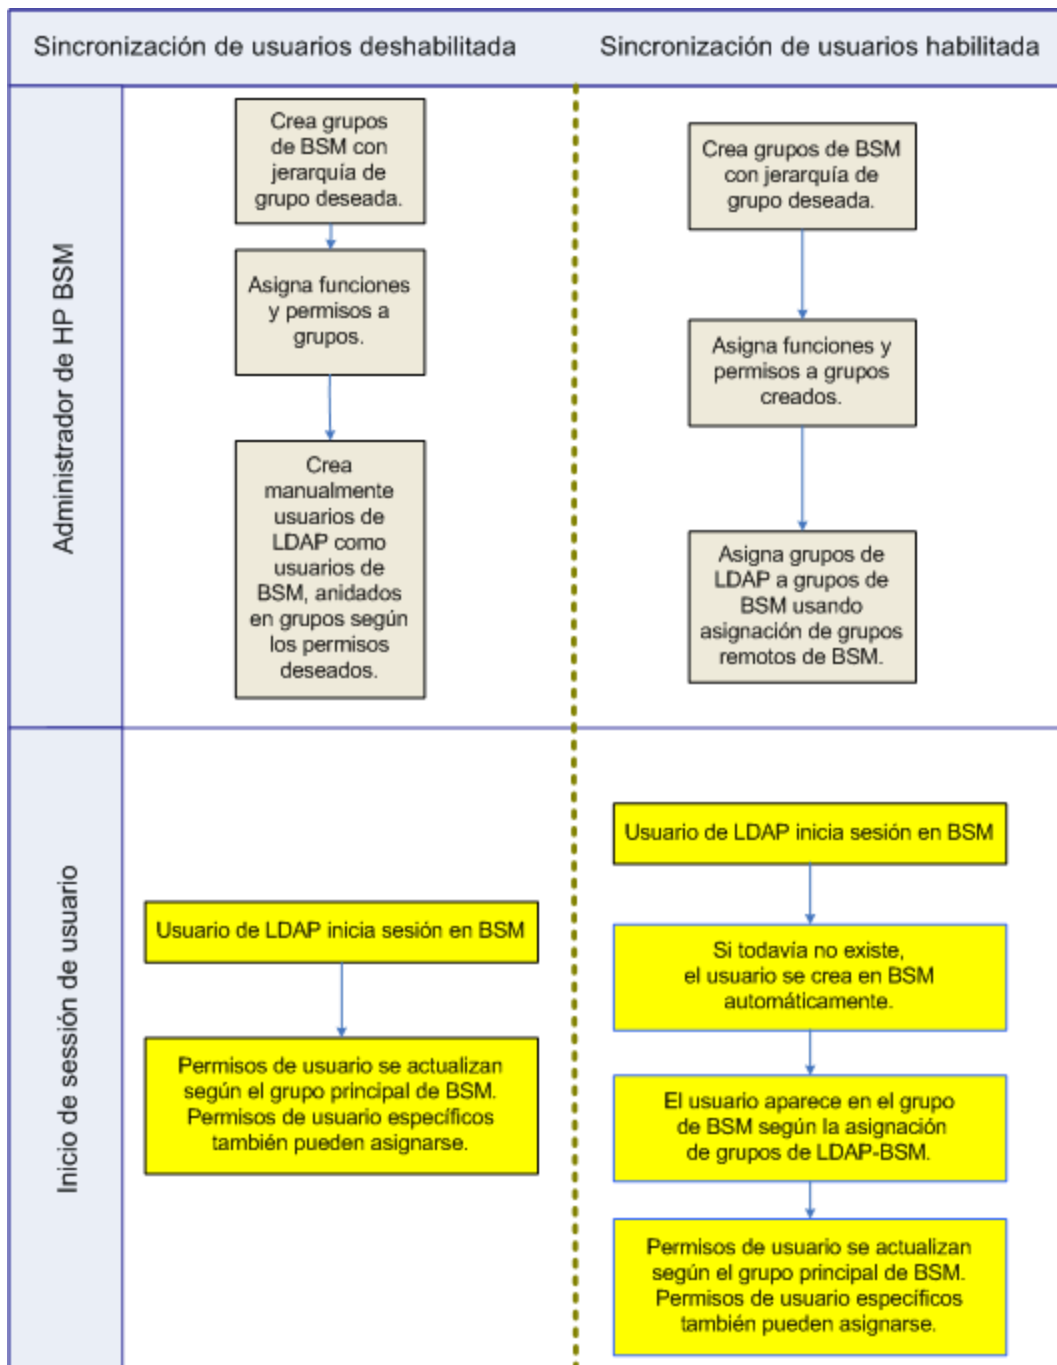 Sincronización de usuarios deshabilitada
Sincronización de usuarios habilitada
Administrador de HP BSM
Crea grupos
de BSM con
jerarquía de
grupo deseada.
Asigna funciones
y permisos a
grupos.
Crea
manualmente
usuarios de
LDAP como
usuarios de
BSM, anidados
en grupos según
los permisos
deseados.
Crea grupos de BSM
con jerarquía de
grupo deseada.
Asigna funciones y
permisos a grupos
creados.
Asigna grupos de
LDAP a grupos de
BSM usando
asignación de grupos
remotos de BSM.
Inicio de sessión de usuario
Usuario de LDAP inicia sesión en BSM
Permisos de usuario se actualizan
según el grupo principal de BSM.
Permisos de usuario específicos
también pueden asignarse.
Usuario de LDAP inicia sesión en BSM
Si todavía no existe,
el usuario se crea en BSM
automáticamente.
El usuario aparece en el grupo
de BSM según la asignación
de grupos de LDAP-BSM.
Permisos de usuario se actualizan
según el grupo principal de BSM.
Permisos de usuario específicos
también pueden asignarse.